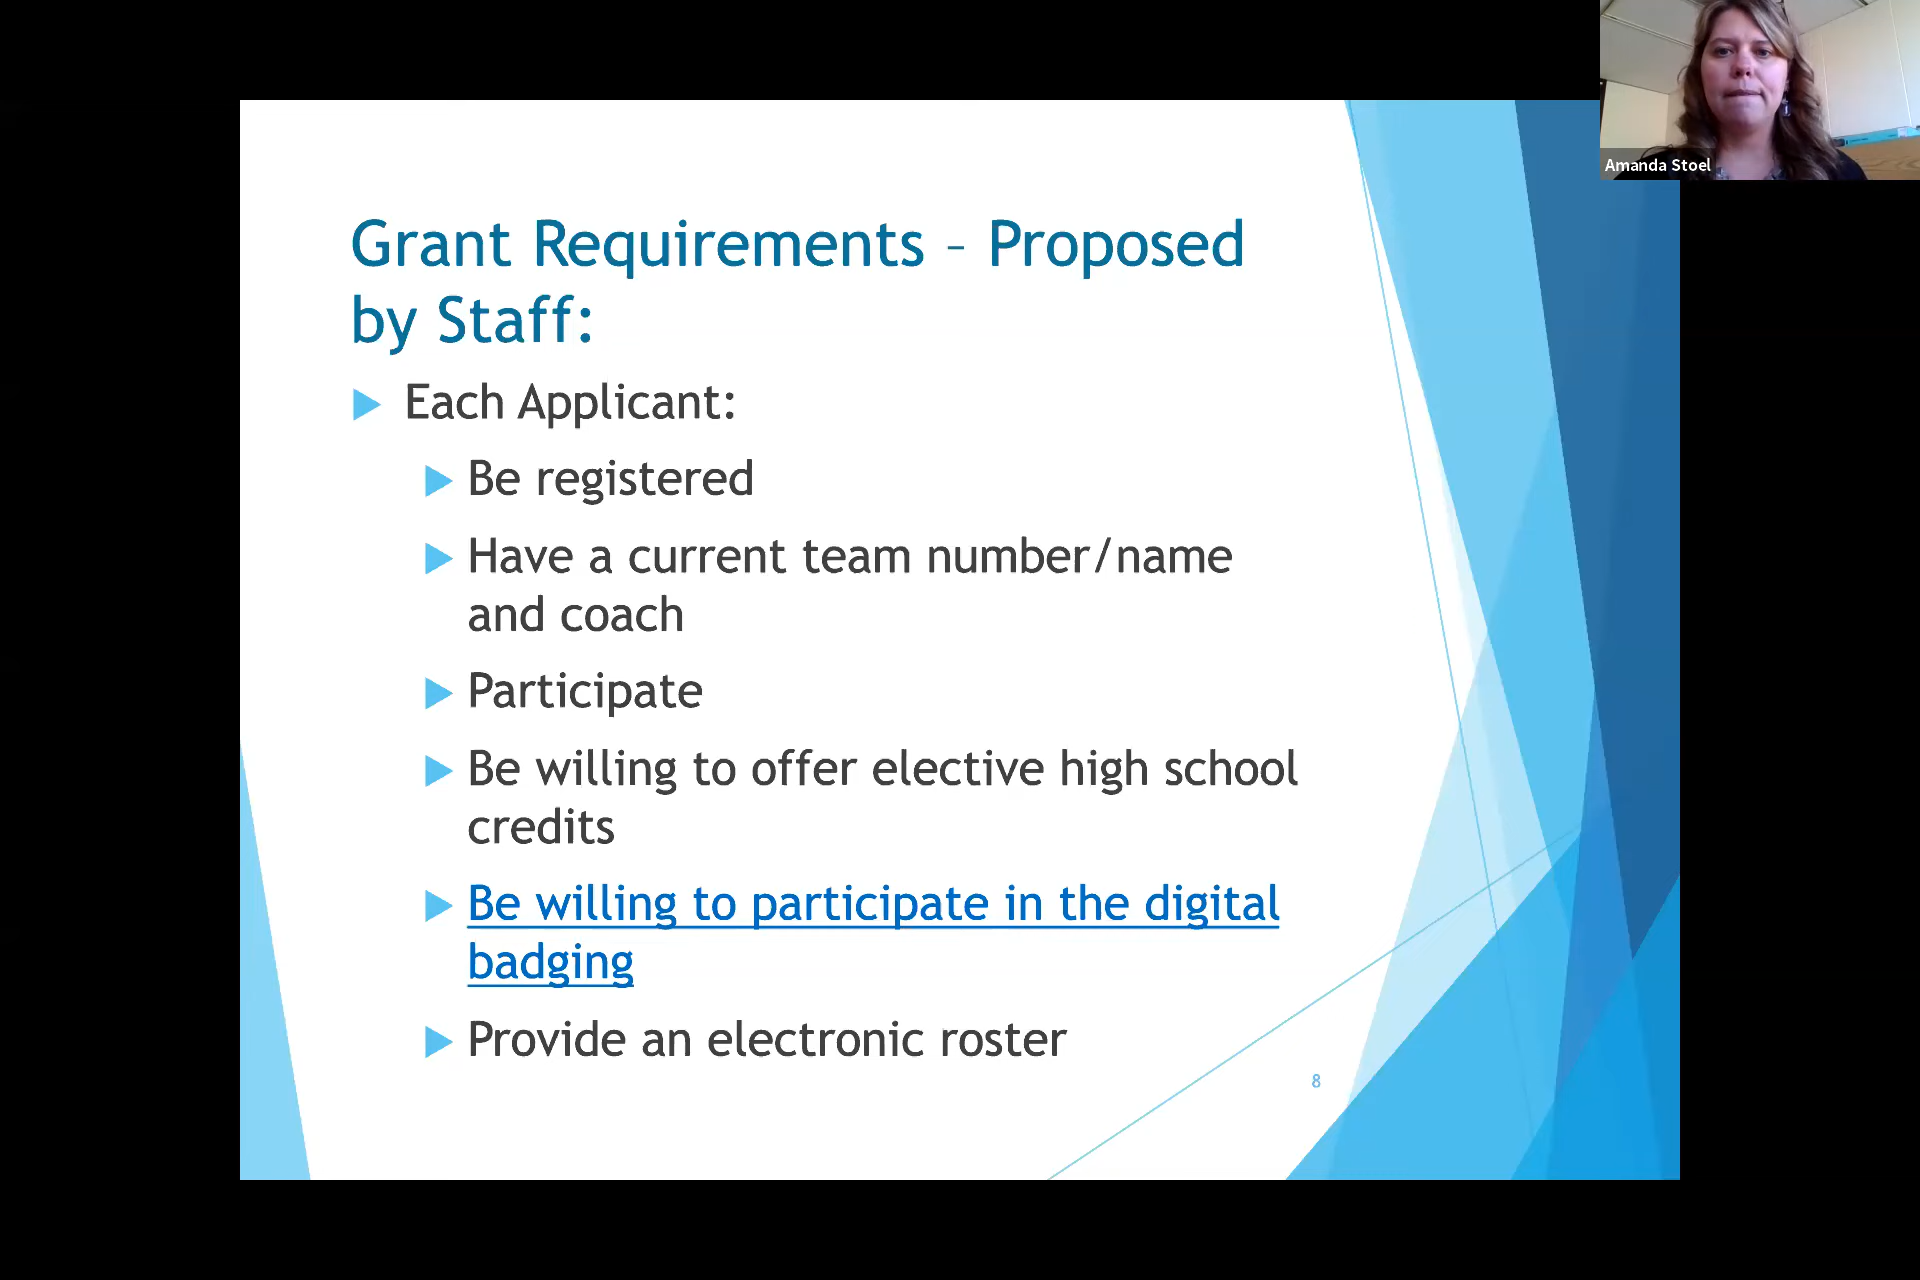 Amanda Stoel
Grant Requirements – Proposed
by Staff:
Each Applicant:
Be registered
Have a current team number/name
and coach
Participate
Be willing to offer elective high school
credits
Be willing to participate in the digital
badging
Provide an electronic roster
8